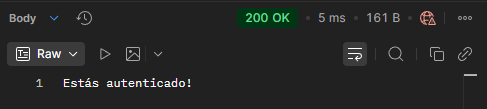 Body 200 OK • 5 ms • 161 B •
Raw
1 Estás autenticado!